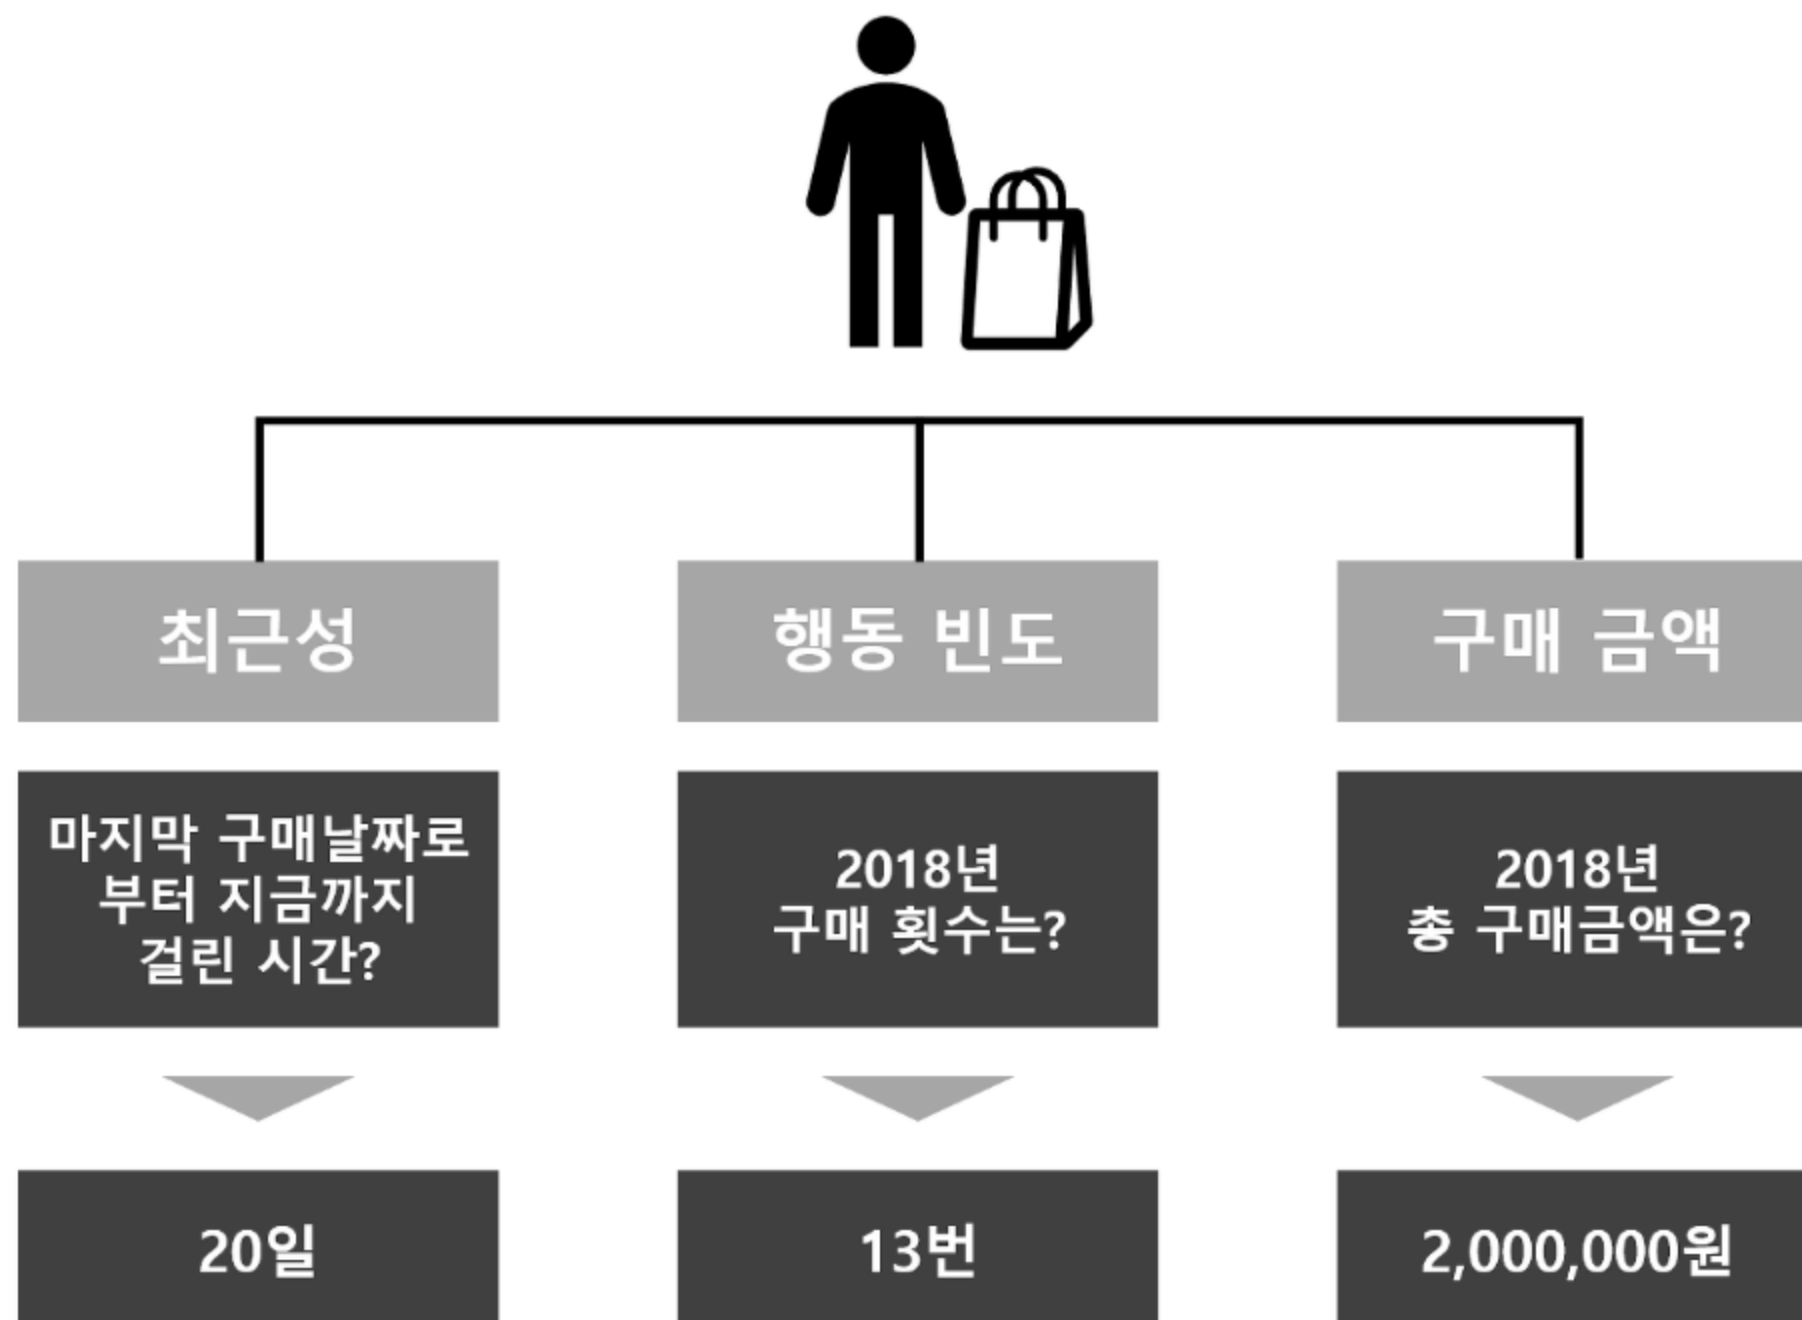 최근성
행동 빈도
구매 금액
마지막 구매날짜로
부터 지금까지
걸린 시간?
2018년
구매 횟수는?
2018년
총 구매금액은?
20일
13번
2,000,000원